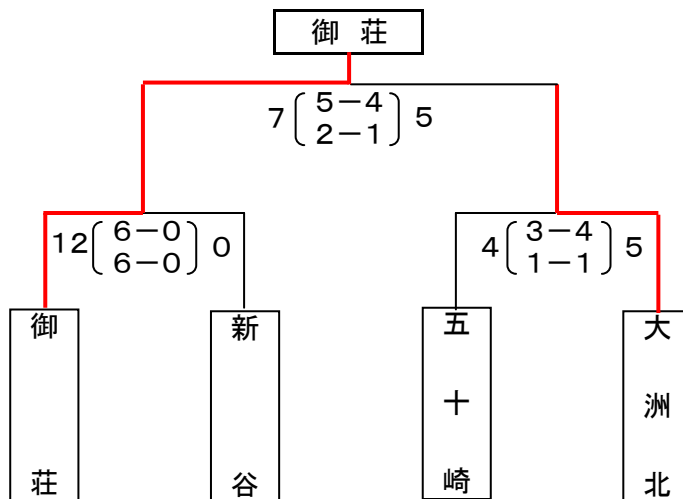 御 荘
7 ( 5-4 ) 5
2-1
12 ( 6-0 ) 0
6-0
4 ( 3-4 ) 5
1-1
御荘
新谷
五十崎
大洲北